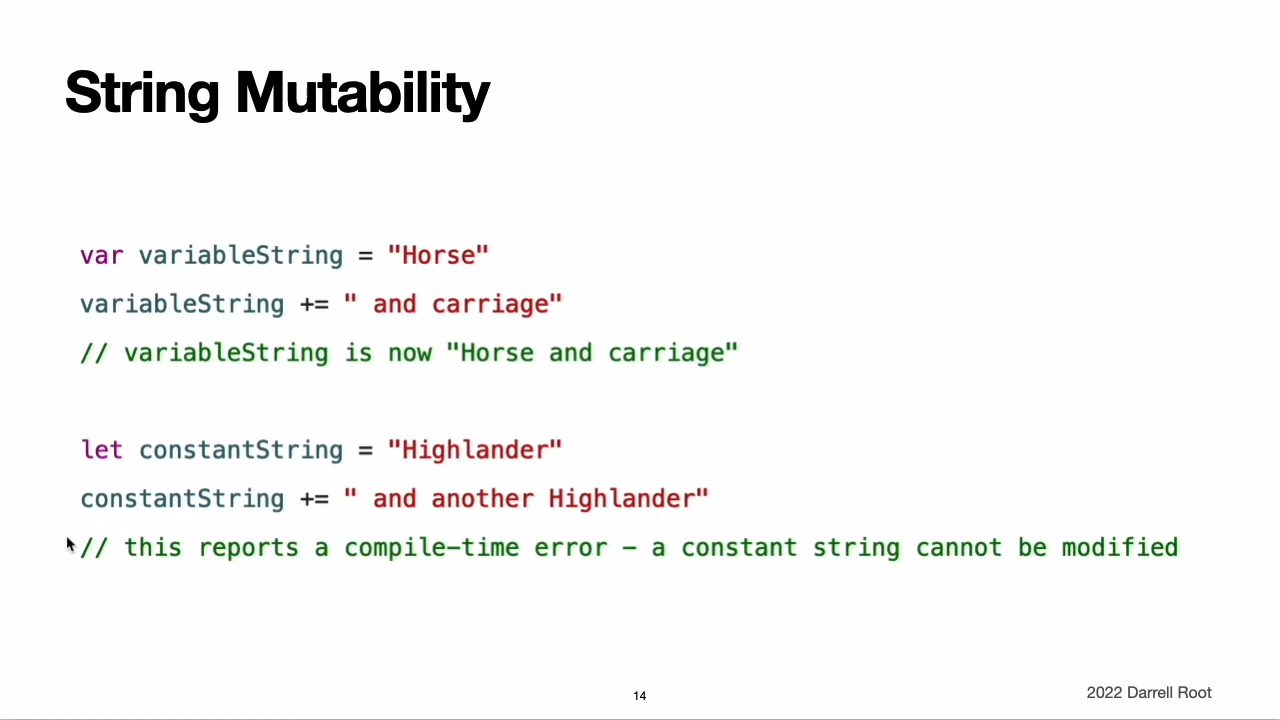 String Mutability
var variableString = "Horse"
variableString += " and carriage"
// variableString is now "Horse and carriage"
let constantString = "Highlander"
constantString += " and another Highlander"
// this reports a compile-time error – a constant string cannot be modified
14
2022 Darrell Root